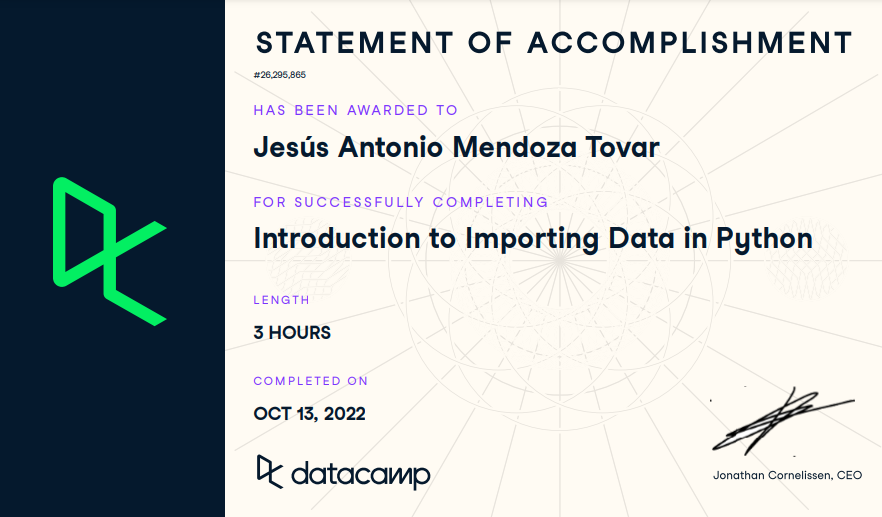 STATEMENT OF ACCOMPLISHMENT
#26,295,865
HAS BEEN AWARDED TO
Jesús Antonio Mendoza Tovar
FOR SUCCESSFULLY COMPLETING
Introduction to Importing Data in Python
LENGTH
3 HOURS
COMPLETED ON
OCT 13, 2022
datacamp
Jonathan Cornelissen, CEO